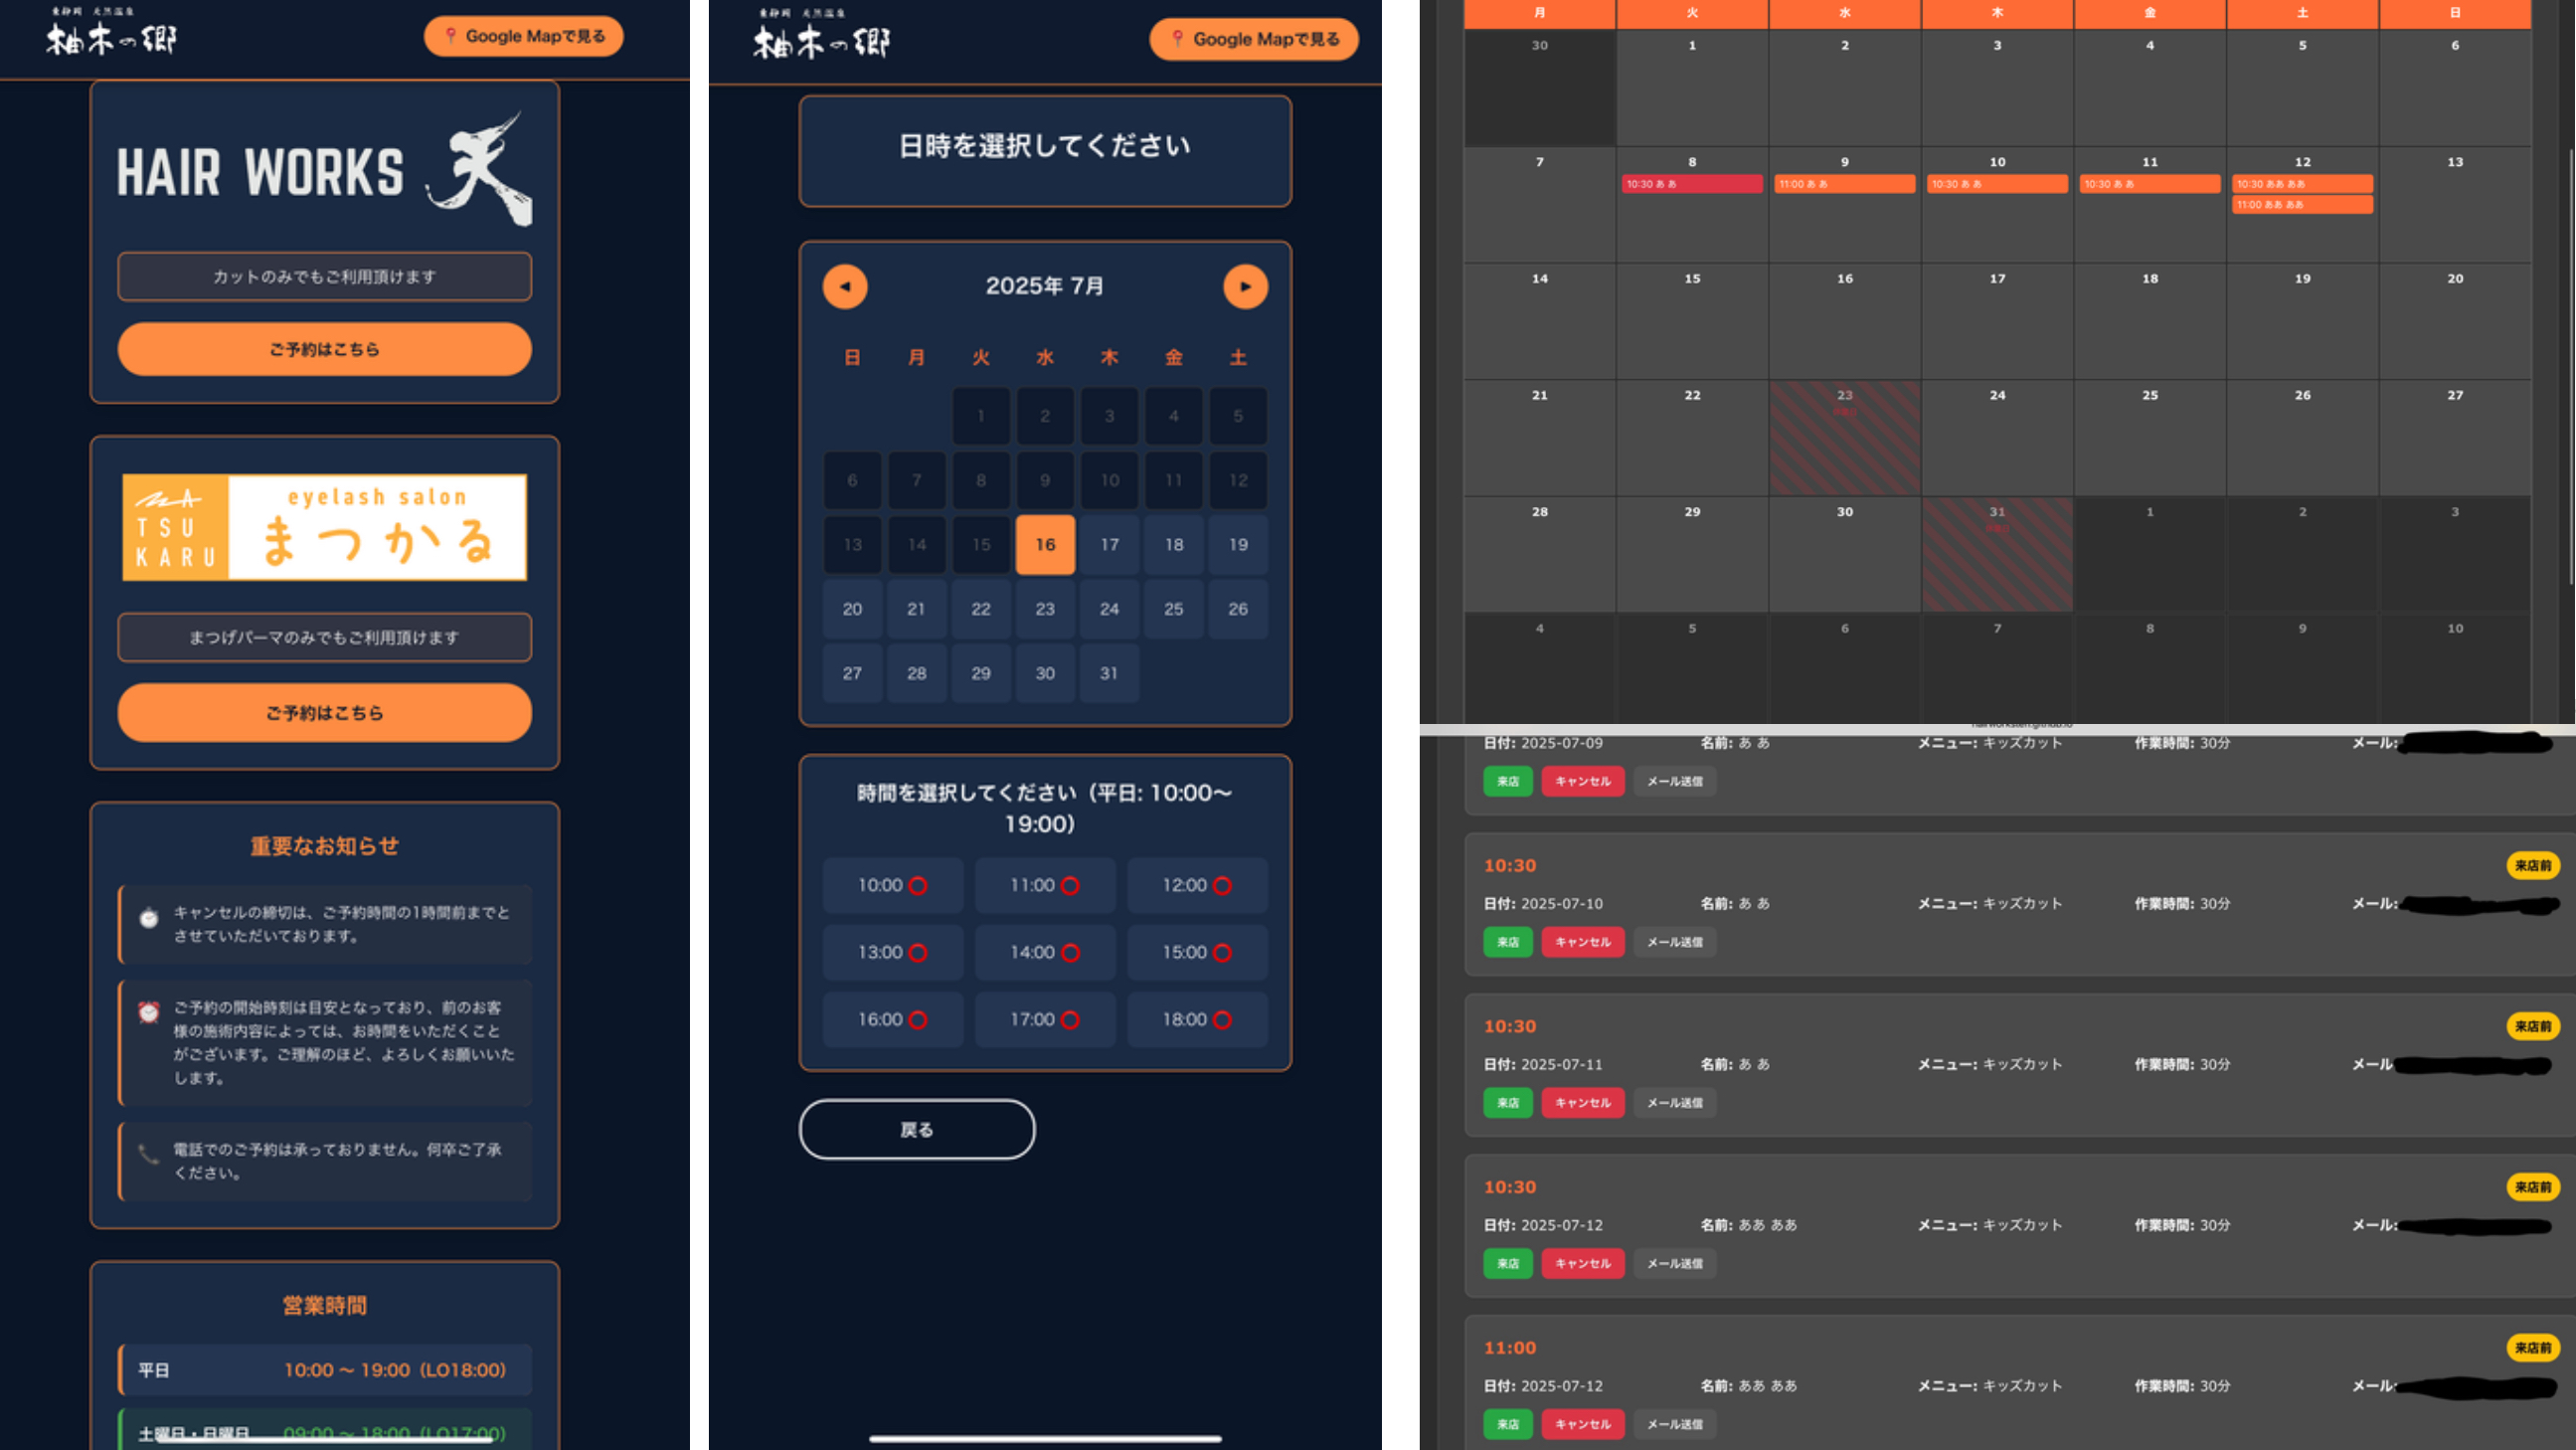 東静岡 天然温泉
柚木の郷
📍 Google Mapで見る
HAIR WORKS 天
カットのみでもご利用頂けます
ご予約はこちら
MA
TSU
KARU
eyelash salon
まつかる
まつげパーマのみでもご利用頂けます
ご予約はこちら
重要なお知らせ
キャンセルの締切は、ご予約時間の1時間前までと
させていただいております。
ご予約の開始時刻は目安となっており、前のお客
様の施術内容によっては、お時間をいただくこと
がございます。ご理解のほど、よろしくお願いいた
します。
電話でのご予約は承っておりません。何卒ご了承
ください。
営業時間
平日 10:00 ～ 19:00（LO18:00）
土曜日・日曜日 09:00 ～ 18:00（LO17:00）
東静岡 天然温泉
柚木の郷
📍 Google Mapで見る
日時を選択してください
◀ 2025年 7月 ▶
日 月 火 水 木 金 土
1 2 3 4 5
6 7 8 9 10 11 12
13 14 15 16 17 18 19
20 21 22 23 24 25 26
27 28 29 30 31
時間を選択してください（平日: 10:00～
19:00）
10:00 ⭕ 11:00 ⭕ 12:00 ⭕
13:00 ⭕ 14:00 ⭕ 15:00 ⭕
16:00 ⭕ 17:00 ⭕ 18:00 ⭕
戻る
月 火 水 木 金 土 日
30 1 2 3 4 5 6
7 8 9 10 11 12 13
10:30 あ あ 11:00 あ あ 10:30 あ あ 10:30 あ あ 10:30 ああ ああ
11:00 ああ ああ
14 15 16 17 18 19 20
21 22 23 24 25 26 27
28 29 30 31 1 2 3
4 5 6 7 8 9 10
日付: 2025-07-09 名前: あ あ メニュー: キッズカット 作業時間: 30分 メール:
来店 キャンセル メール送信
10:30 来店前
日付: 2025-07-10 名前: あ あ メニュー: キッズカット 作業時間: 30分 メール:
来店 キャンセル メール送信
10:30 来店前
日付: 2025-07-11 名前: あ あ メニュー: キッズカット 作業時間: 30分 メール
来店 キャンセル メール送信
10:30 来店前
日付: 2025-07-12 名前: ああ ああ メニュー: キッズカット 作業時間: 30分 メール:
来店 キャンセル メール送信
11:00 来店前
日付: 2025-07-12 名前: ああ ああ メニュー: キッズカット 作業時間: 30分 メール:
来店 キャンセル メール送信